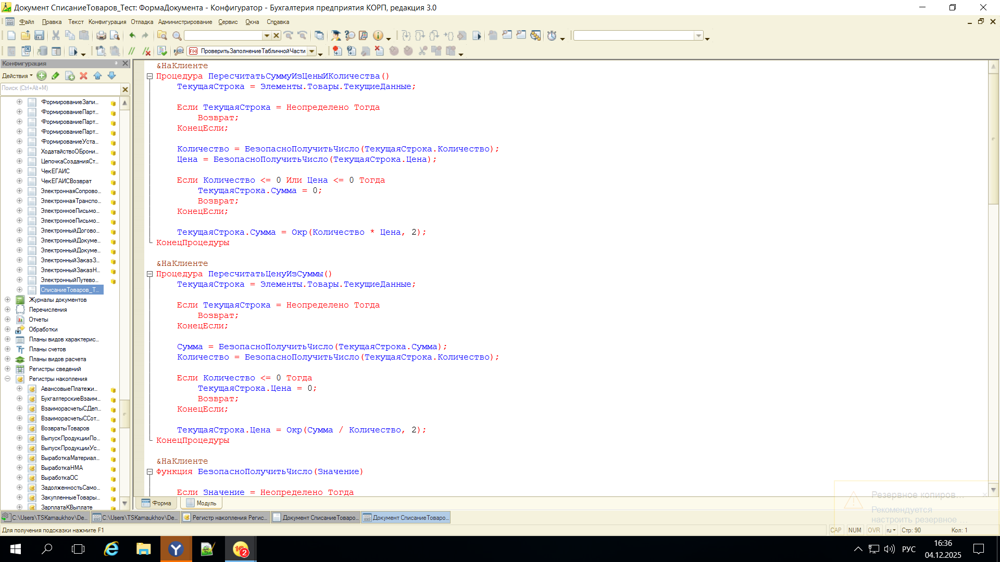 Документ СписаниеТоваров_Тест: ФормаДокумента - Конфигуратор - Бухгалтерия предприятия КОРП, редакция 3.0
Файл Правка Текст Конфигурация Отладка Администрирование Сервис Окна Справка
ПроверитьЗаполнениеТабличнойЧасти
Конфигурация
Действия
Поиск (Ctrl+Alt+M)
ФормированиеЗапи...
ФормированиеПарт...
ФормированиеПарт...
ФормированиеПарт...
ФормированиеУста...
ХодатайствоОБрони...
ЦепочкаСозданияСт...
ЧекЕГАИС
ЧекЕГАИСВозврат
ЭлектроннаяСопрово...
ЭлектроннаяТранспо...
ЭлектронноеПисьмо...
ЭлектронноеПисьмо...
ЭлектронныйДогово...
ЭлектронныйДокуме...
ЭлектронныйДокуме...
ЭлектронныйЗаказЗ...
ЭлектронныйЗаказН...
ЭлектронныйПутево...
СписаниеТоваров_Т...
Журналы документов
Перечисления
Отчеты
Обработки
Планы видов характерис...
Планы счетов
Планы видов расчета
Регистры сведений
Регистры накопления
АвансовыеПлатежи...
БухгалтерскиеВзаим...
ВзаиморасчетыСДеп...
ВзаиморасчетыССот...
ВозвратыТоваров
ВыпускПродукцииПо...
ВыпускПродукцииУс...
ВыработкаМатериал...
ВыработкаНМА
ВыработкаОС
ЗадолженностьСамо...
ЗакупленныеТовары...
ЗарплатаКВыплате
&НаКлиенте
Процедура ПересчитатьСуммуИзЦеныИКоличества()
ТекущаяСтрока = Элементы.Товары.ТекущиеДанные;
Если ТекущаяСтрока = Неопределено Тогда
Возврат;
КонецЕсли;
Количество = БезопасноПолучитьЧисло(ТекущаяСтрока.Количество);
Цена = БезопасноПолучитьЧисло(ТекущаяСтрока.Цена);
Если Количество <= 0 Или Цена <= 0 Тогда
ТекущаяСтрока.Сумма = 0;
Возврат;
КонецЕсли;
ТекущаяСтрока.Сумма = Окр(Количество * Цена, 2);
КонецПроцедуры
&НаКлиенте
Процедура ПересчитатьЦенуИзСуммы()
ТекущаяСтрока = Элементы.Товары.ТекущиеДанные;
Если ТекущаяСтрока = Неопределено Тогда
Возврат;
КонецЕсли;
Сумма = БезопасноПолучитьЧисло(ТекущаяСтрока.Сумма);
Количество = БезопасноПолучитьЧисло(ТекущаяСтрока.Количество);
Если Количество <= 0 Тогда
ТекущаяСтрока.Цена = 0;
Возврат;
КонецЕсли;
ТекущаяСтрока.Цена = Окр(Сумма / Количество, 2);
КонецПроцедуры
&НаКлиенте
Функция БезопасноПолучитьЧисло(Значение)
Если Значение = Неопределено Тогда
Резервное копиров...
Рекомендуется
настроить резервное ...
Форма Модуль
C:\Users\TSKamaukhov\De... C:\Users\TSKamaukhov\De... Регистр накопления Регис... Документ СписаниеТоваро... Документ СписаниеТоваро...
Для получения подсказки нажмите F1 CAP NUM OVR ru Стр: 90 Кол: 1
2
РУС
16:36
04.12.2025